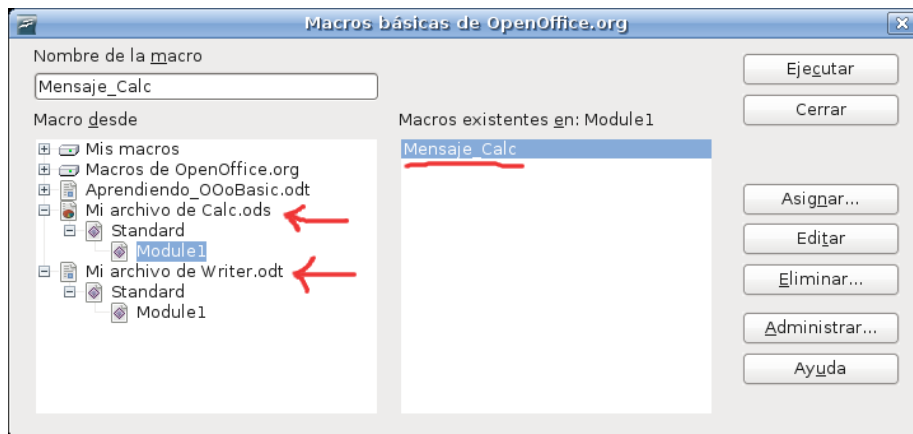 Macros básicas de OpenOffice.org
Nombre de la macro
Mensaje_Calc
Macro desde
Mis macros
Macros de OpenOffice.org
Aprendiendo_OOoBasic.odt
Mi archivo de Calc.ods
Standard
Module1
Mi archivo de Writer.odt
Standard
Module1
Macros existentes en: Module1
Mensaje_Calc
Ejecutar
Cerrar
Asignar...
Editar
Eliminar...
Administrar...
Ayuda